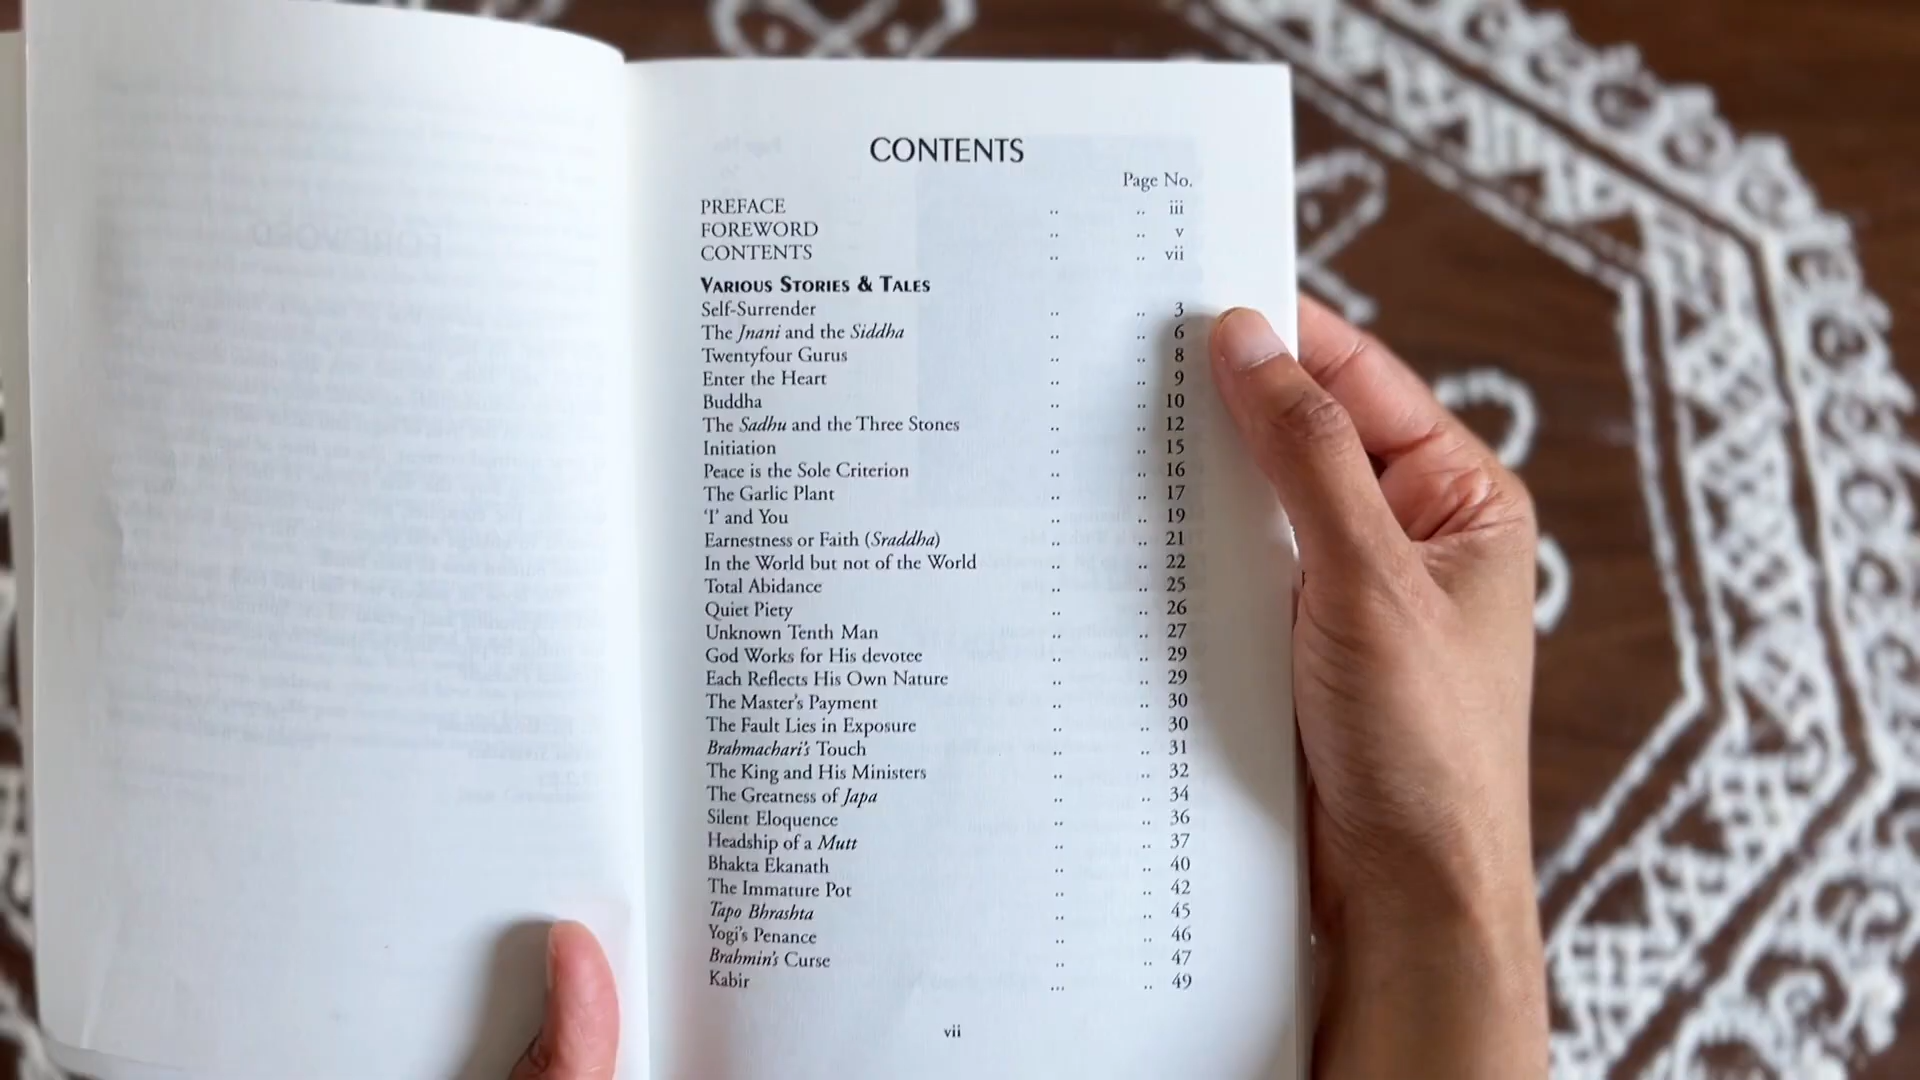 CONTENTS
Page No.
PREFACE .. .. iii
FOREWORD .. .. v
CONTENTS .. .. vii
VARIOUS STORIES & TALES
Self-Surrender .. .. 3
The Jnani and the Siddha .. .. 6
Twentyfour Gurus .. .. 8
Enter the Heart .. .. 9
Buddha .. .. 10
The Sadhu and the Three Stones .. .. 12
Initiation .. .. 15
Peace is the Sole Criterion .. .. 16
The Garlic Plant .. .. 17
‘I’ and You .. .. 19
Earnestness or Faith (Sraddha) .. .. 21
In the World but not of the World .. .. 22
Total Abidance .. .. 25
Quiet Piety .. .. 26
Unknown Tenth Man .. .. 27
God Works for His devotee .. .. 29
Each Reflects His Own Nature .. .. 29
The Master’s Payment .. .. 30
The Fault Lies in Exposure .. .. 30
Brahmachari’s Touch .. .. 31
The King and His Ministers .. .. 32
The Greatness of Japa .. .. 34
Silent Eloquence .. .. 36
Headship of a Mutt .. .. 37
Bhakta Ekanath .. .. 40
The Immature Pot .. .. 42
Tapo Bhrashta .. .. 45
Yogi’s Penance .. .. 46
Brahmin’s Curse .. .. 47
Kabir ... .. 49
vii